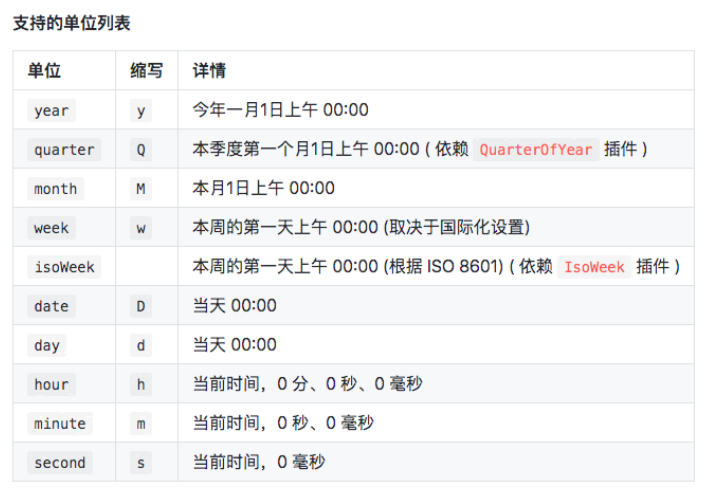 支持的单位列表
单位 缩写 详情
year y 今年一月1日上午 00:00
quarter Q 本季度第一个月1日上午 00:00 ( 依赖 QuarterOfYear 插件 )
month M 本月1日上午 00:00
week w 本周的第一天上午 00:00 (取决于国际化设置)
isoWeek 本周的第一天上午 00:00 (根据 ISO 8601) ( 依赖 IsoWeek 插件 )
date D 当天 00:00
day d 当天 00:00
hour h 当前时间，0 分、0 秒、0 毫秒
minute m 当前时间，0 秒、0 毫秒
second s 当前时间，0 毫秒